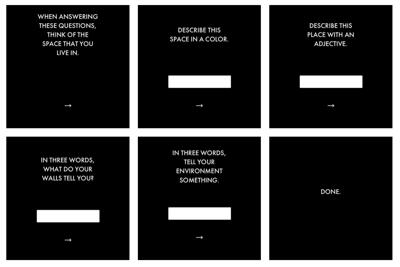 WHEN ANSWERING
THESE QUESTIONS,
THINK OF THE
SPACE THAT YOU
LIVE IN.
→
DESCRIBE THIS
SPACE IN A COLOR.
→
DESCRIBE THIS
PLACE WITH AN
ADJECTIVE.
→
IN THREE WORDS,
WHAT DO YOUR
WALLS TELL YOU?
→
IN THREE WORDS,
TELL YOUR
ENVIRONMENT
SOMETHING.
→
DONE.